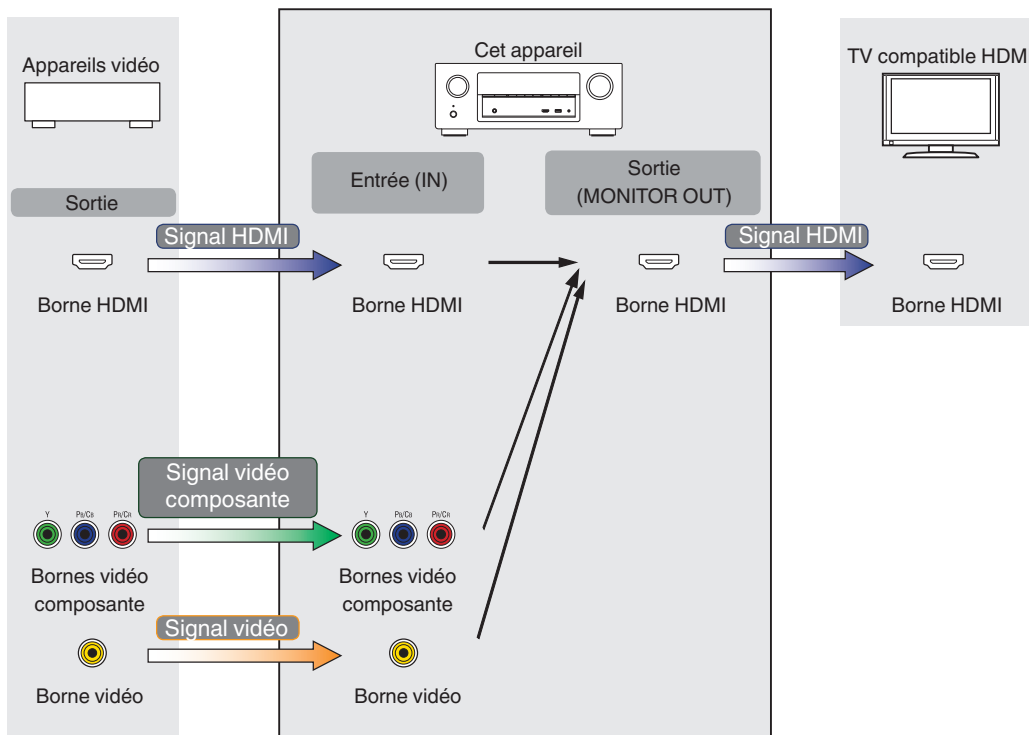 Appareils vidéo
Cet appareil
TV compatible HDM
Sortie
Entrée (IN)
Sortie
(MONITOR OUT)
Signal HDMI
Signal HDMI
Borne HDMI
Borne HDMI
Borne HDMI
Borne HDMI
Signal vidéo
composante
Y PB/CB PR/CR
Y PB/CB PR/CR
Bornes vidéo
composante
Bornes vidéo
composante
Signal vidéo
Borne vidéo
Borne vidéo